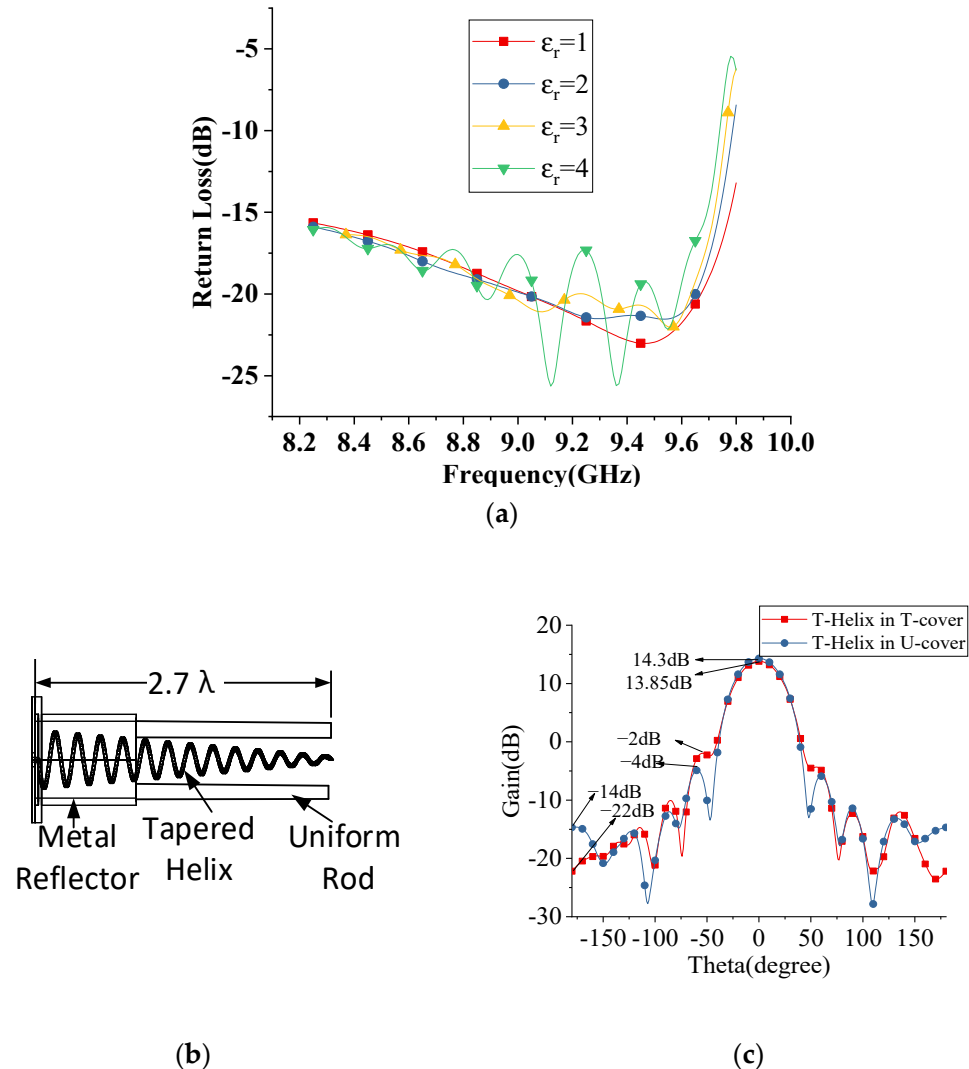 -5
-10
-15
-20
-25
Return Loss(dB)
εr=1
εr=2
εr=3
εr=4
8.2 8.4 8.6 8.8 9.0 9.2 9.4 9.6 9.8 10.0
Frequency(GHz)
(a)
2.7 λ
Metal
Reflector
Tapered
Helix
Uniform
Rod
(b)
T-Helix in T-cover
T-Helix in U-cover
20
10
0
-10
-20
-30
Gain(dB)
14.3dB
13.85dB
−2dB
−4dB
−14dB
−22dB
-150 -100 -50 0 50 100 150
Theta(degree)
(c)